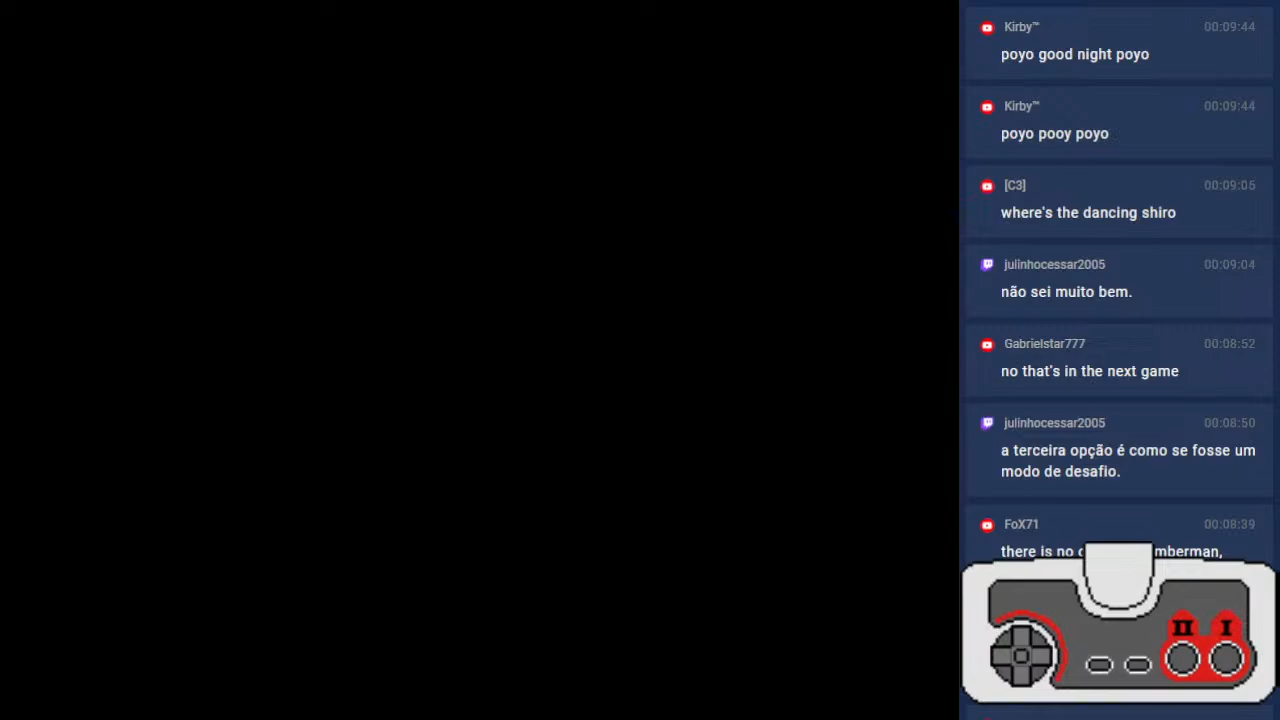 Kirby™ 00:09:44
poyo good night poyo
Kirby™ 00:09:44
poyo pooy poyo
[C3] 00:09:05
where's the dancing shiro
julinhocessar2005 00:09:04
não sei muito bem.
Gabrielstar777 00:08:52
no that's in the next game
julinhocessar2005 00:08:50
a terceira opção é como se fosse um
modo de desafio.
FoX71 00:08:39
there is no mberman,
II I